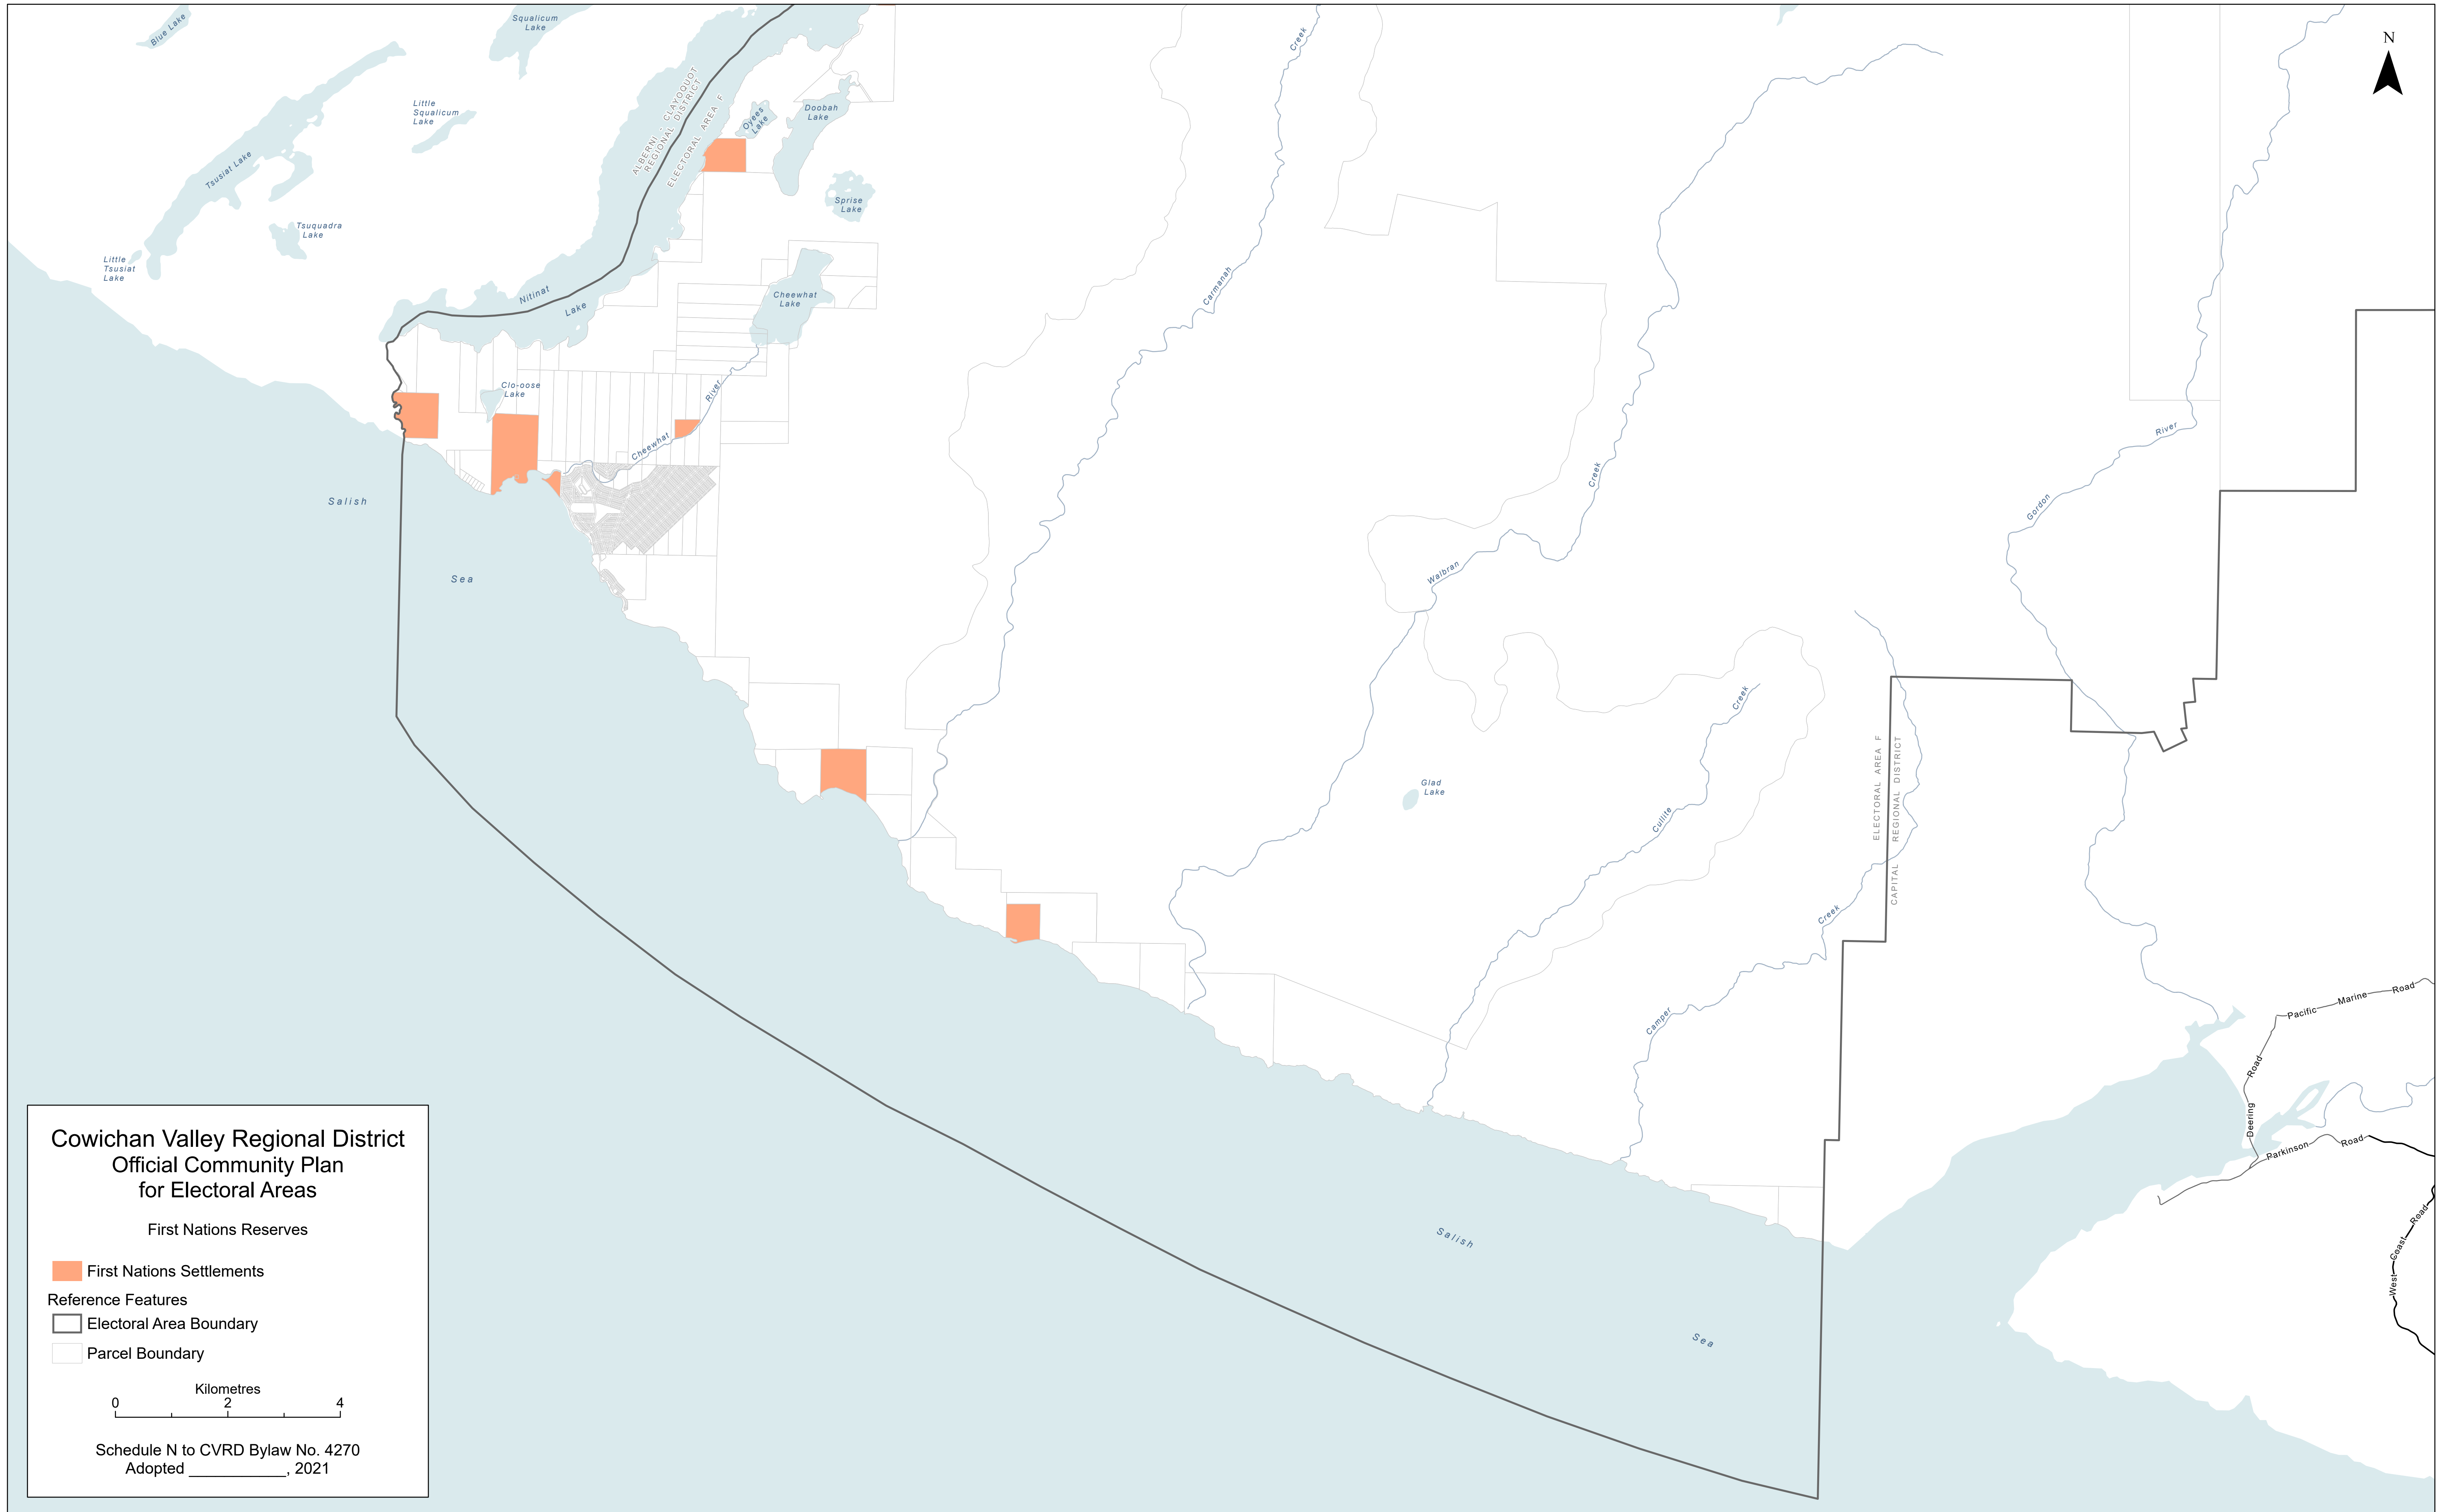 Blue Lake
Squalicum
Lake
Creek
N
Little
Squalicum
Lake
ALBERNI - CLAYOQUOT
REGIONAL DISTRICT
ELECTORAL AREA F
Oyees
Lake
Doobah
Lake
Tsusiat Lake
Sprise
Lake
Tsuquadra
Lake
Little
Tsusiat
Lake
Nitinat
Lake
Cheewhat
Lake
Carmanah
Clo-oose
Lake
River
Cheewhat
River
Creek
Gordon
Salish
Sea
Walbran
Creek
Glad
Lake
Cullite
ELECTORAL AREA F
CAPITAL REGIONAL DISTRICT
Creek
Camper
Pacific Marine Road
Deering Road
Parkinson Road
West Coast Road
Salish
Sea
Cowichan Valley Regional District
Official Community Plan
for Electoral Areas
First Nations Reserves
First Nations Settlements
Reference Features
Electoral Area Boundary
Parcel Boundary
Kilometres
0 2 4
Schedule N to CVRD Bylaw No. 4270
Adopted ___________, 2021